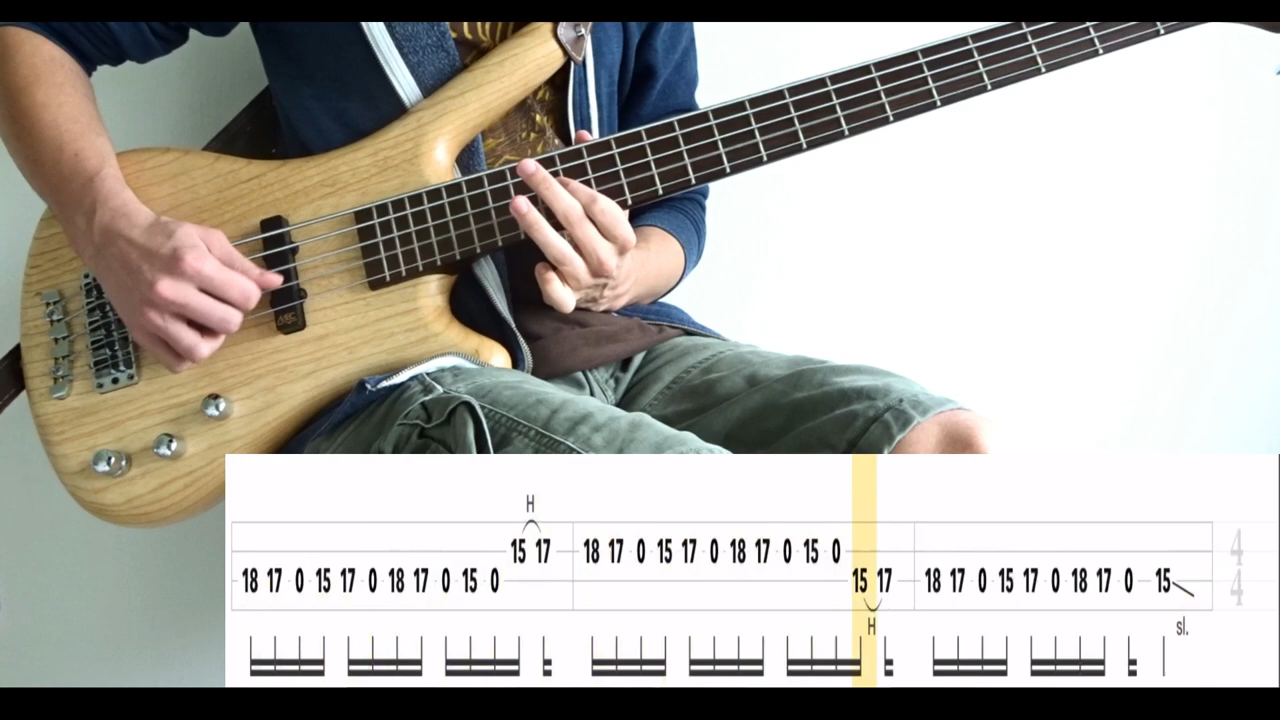 H
15 17 18 17 0 15 17 0 18 17 0 15 0
18 17 0 15 17 0 18 17 0 15 0 15 17 18 17 0 15 17 0 18 17 0 15
4
4
H sl.